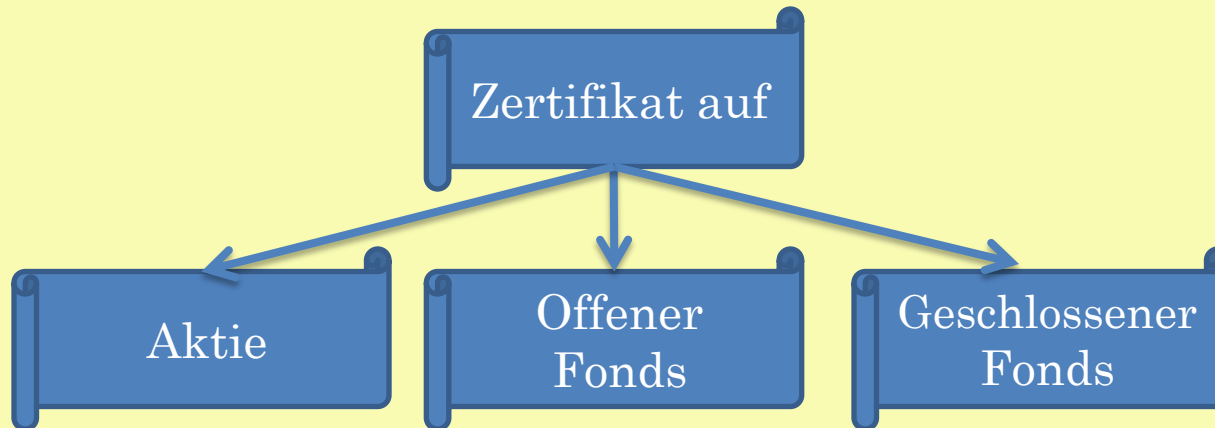 Zertifikat auf
Aktie
Offener
Fonds
Geschlossener
Fonds